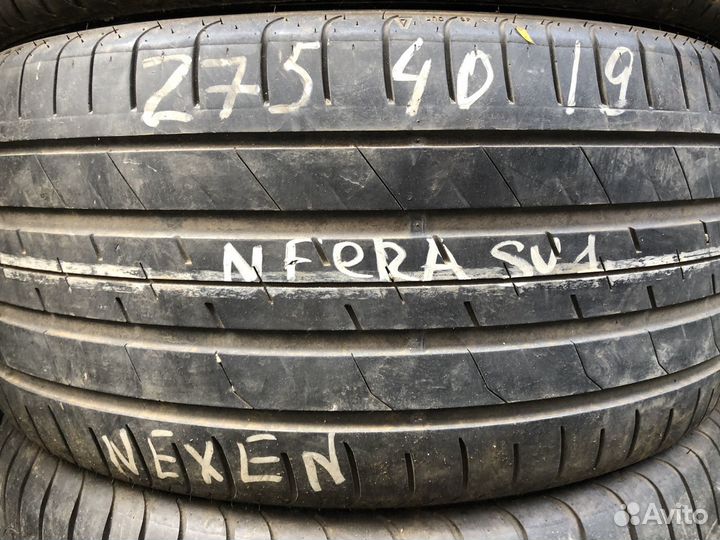 275 40 19
NFERA SU1
NEXEN
Avito